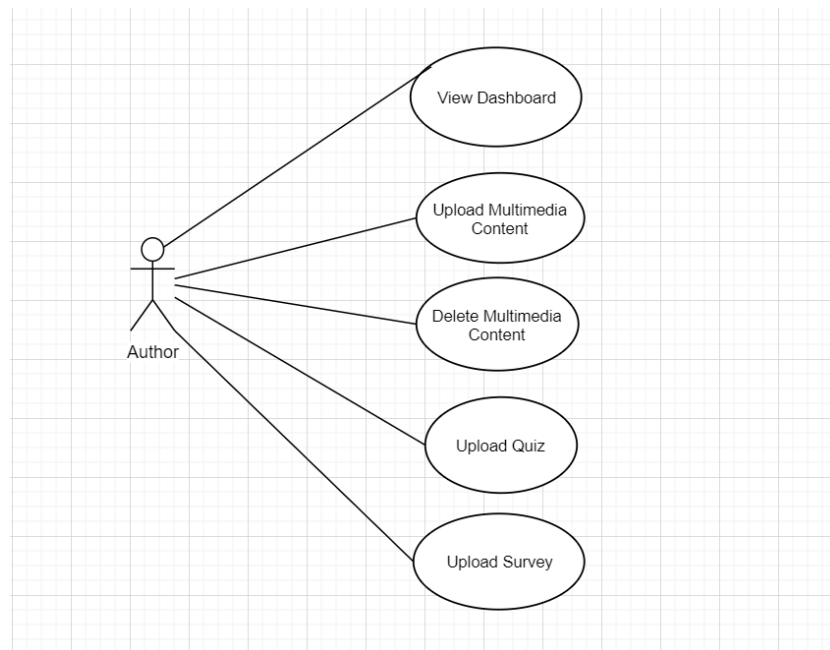 View Dashboard
Upload Multimedia
Content
Delete Multimedia
Content
Author
Upload Quiz
Upload Survey